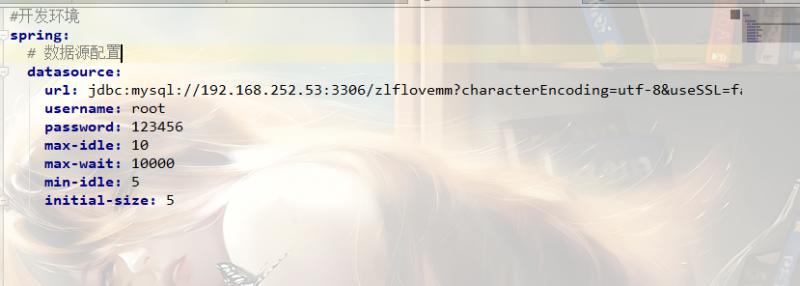 #开发环境
spring:
# 数据源配置
datasource:
url: jdbc:mysql://192.168.252.53:3306/zlflovemm?characterEncoding=utf-8&useSSL=fa
username: root
password: 123456
max-idle: 10
max-wait: 10000
min-idle: 5
initial-size: 5